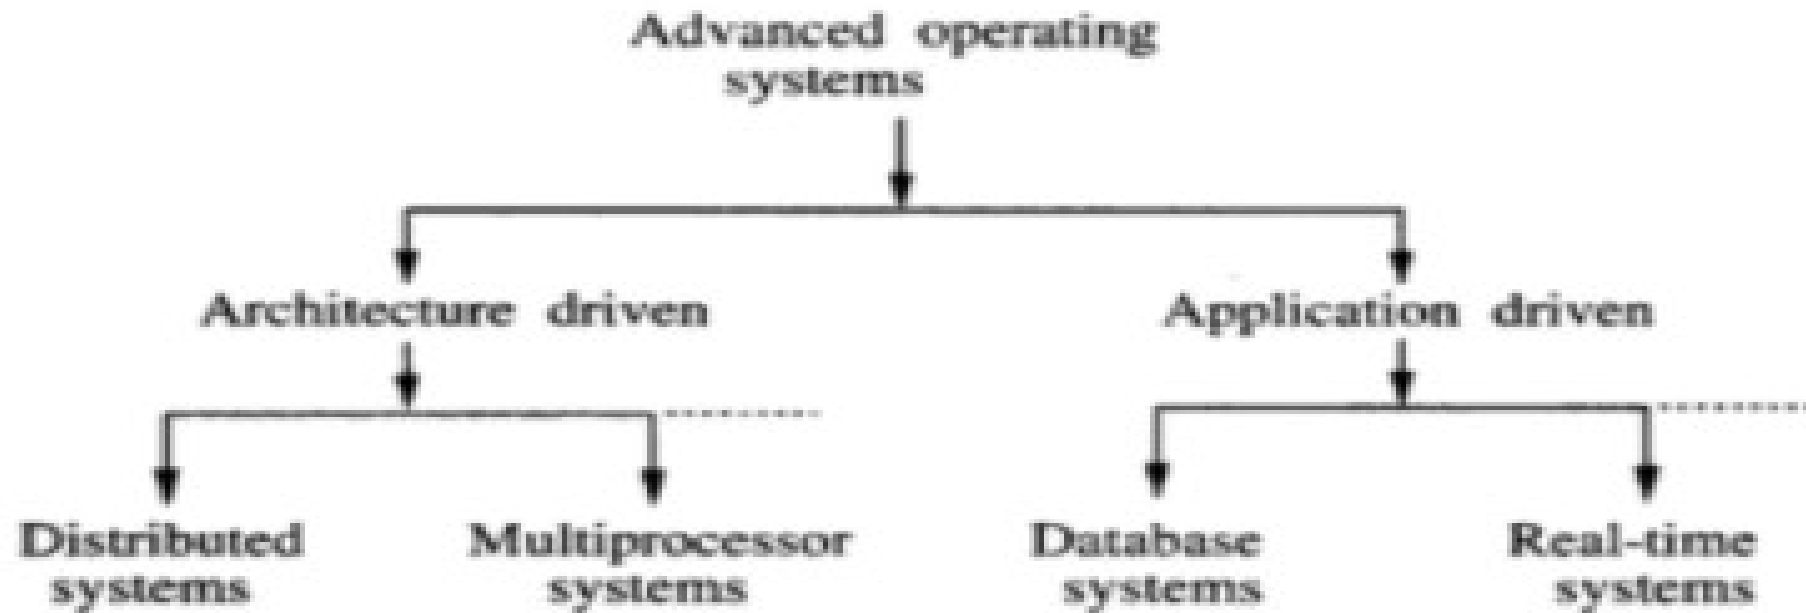 Advanced operating
systems
Architecture driven
Application driven
Distributed
systems
Multiprocessor
systems
Database
systems
Real-time
systems